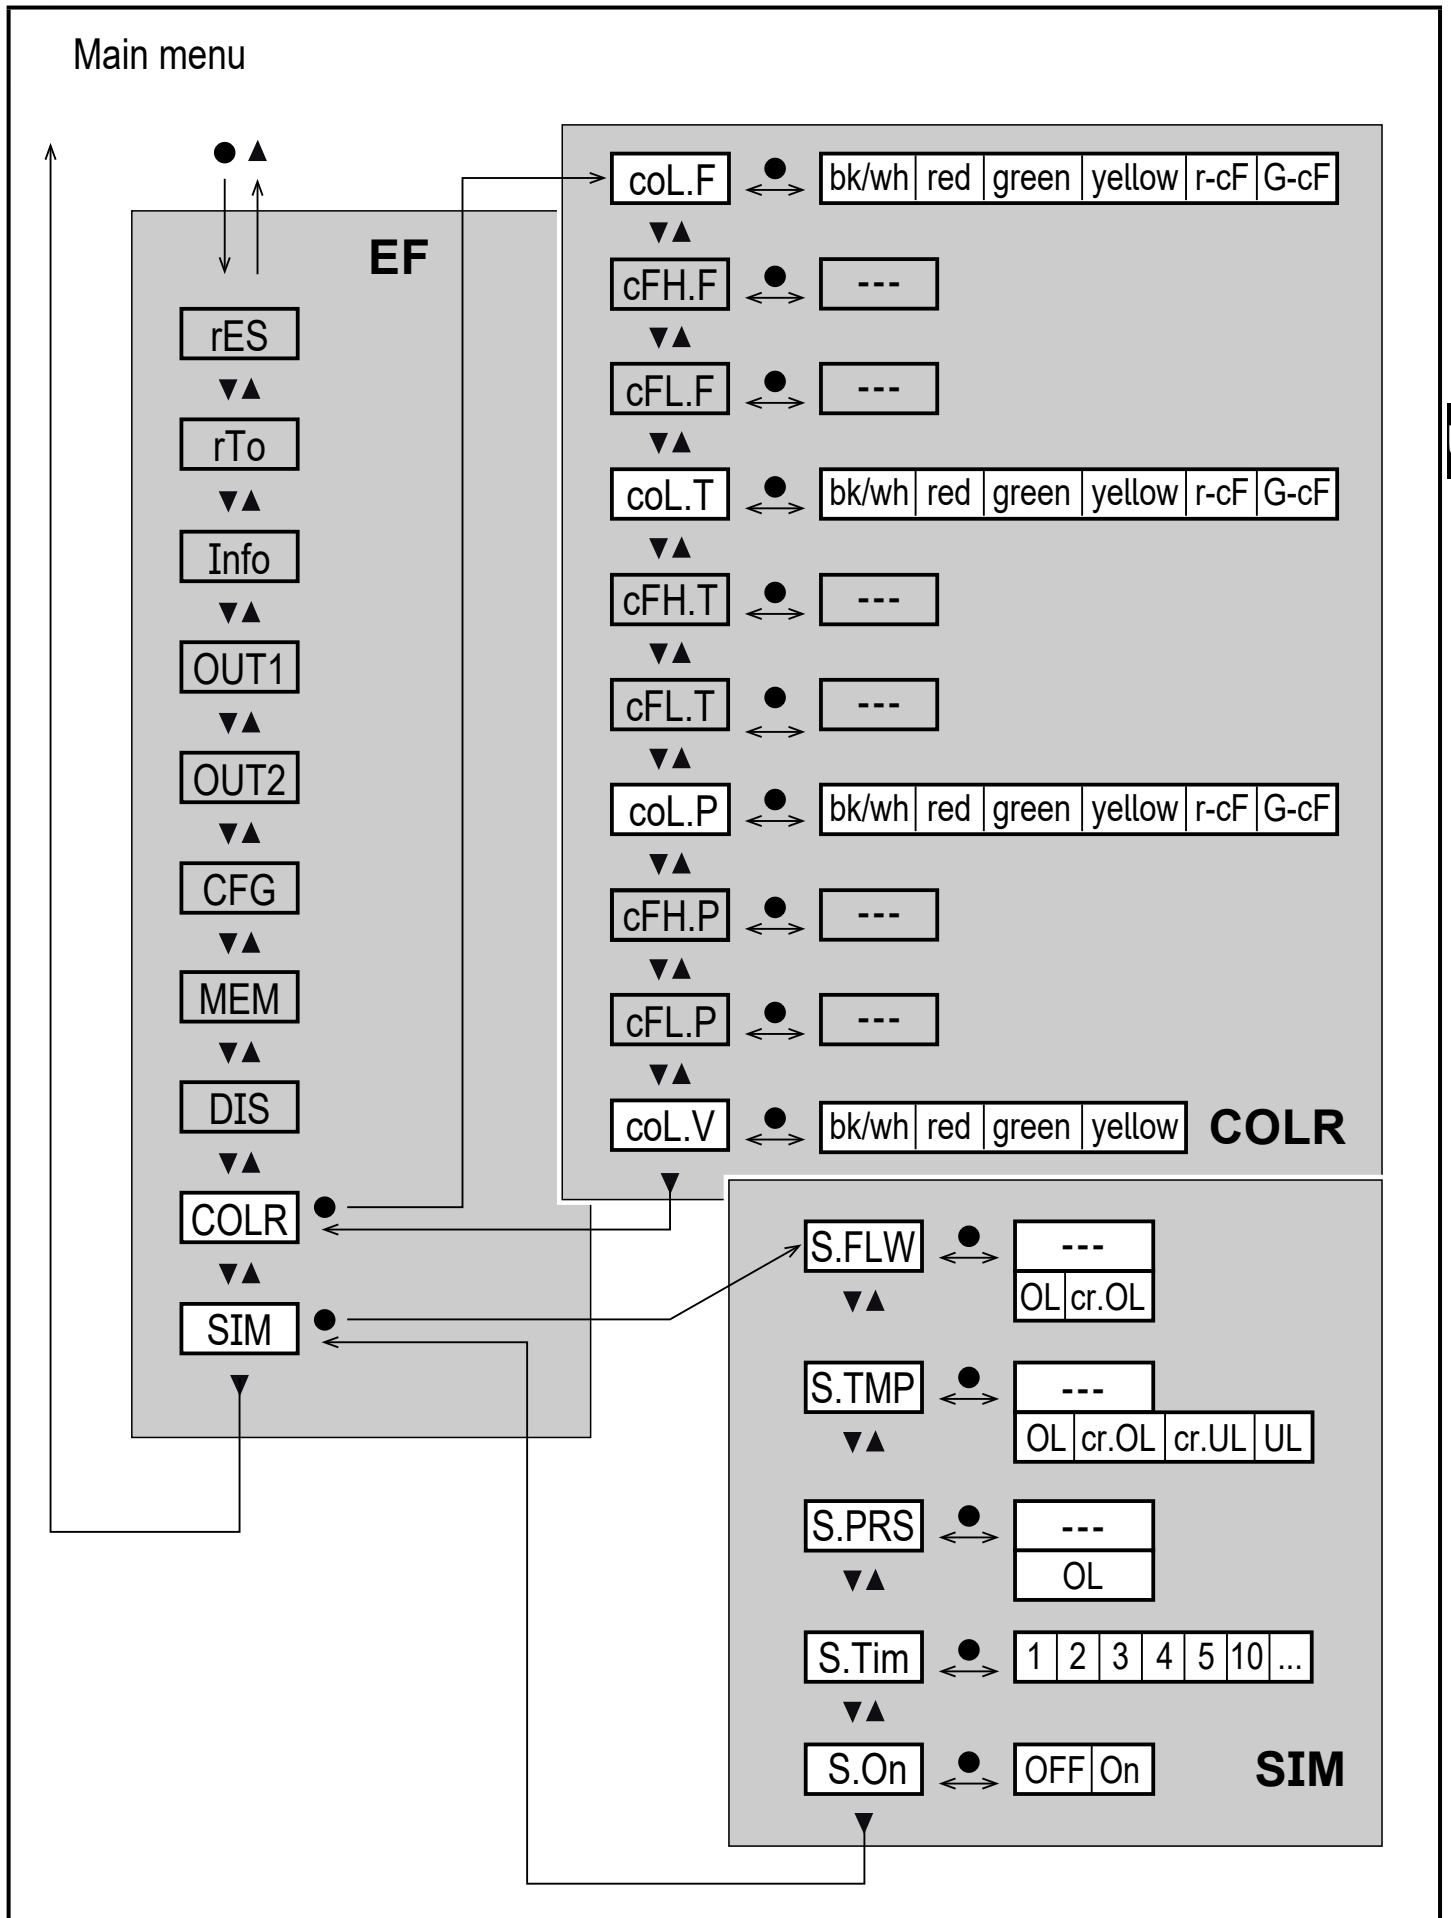 Main menu
EF
rES
rTo
Info
OUT1
OUT2
CFG
MEM
DIS
COLR
SIM
coL.F bk/wh red green yellow r-cF G-cF
cFH.F ---
cFL.F ---
coL.T bk/wh red green yellow r-cF G-cF
cFH.T ---
cFL.T ---
coL.P bk/wh red green yellow r-cF G-cF
cFH.P ---
cFL.P ---
coL.V bk/wh red green yellow COLR
S.FLW ---
OL cr.OL
S.TMP ---
OL cr.OL cr.UL UL
S.PRS ---
OL
S.Tim 1 2 3 4 5 10 ...
S.On OFF On SIM